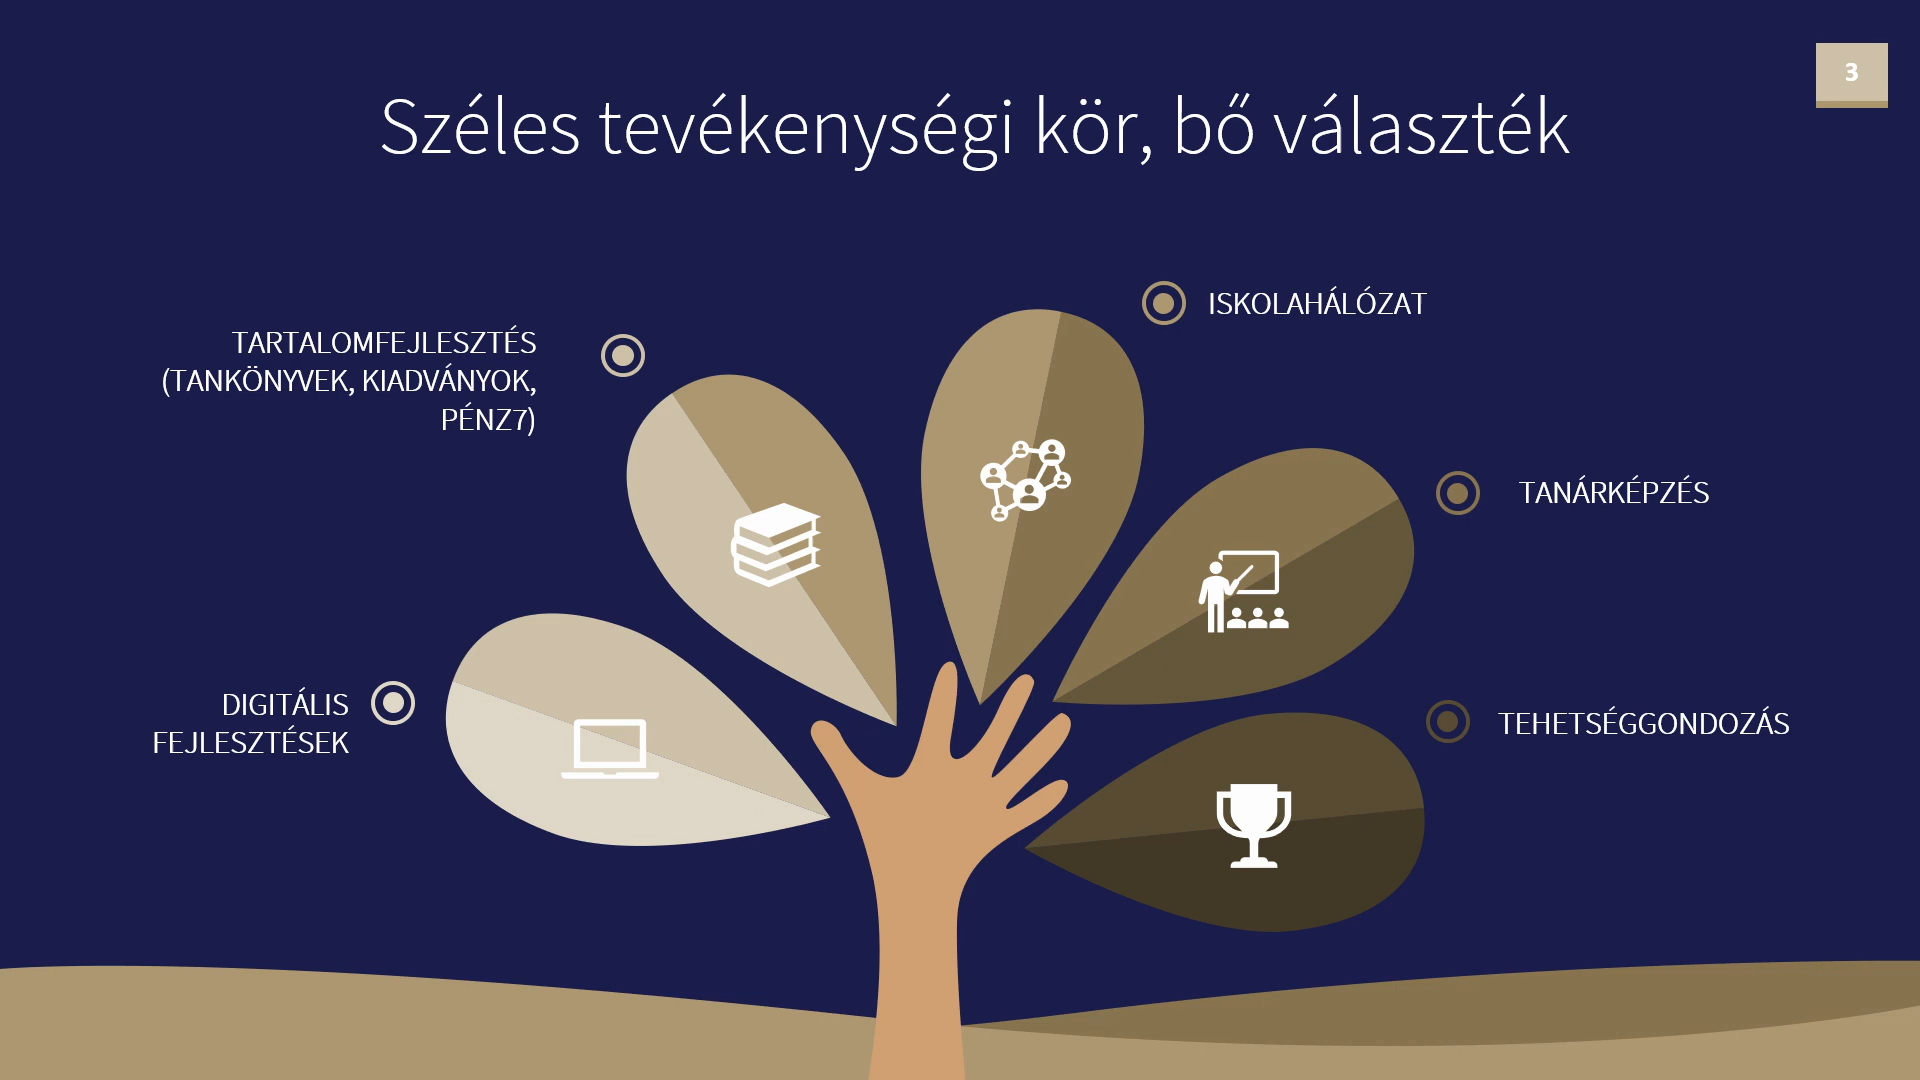 3
Széles tevékenységi kör, bő választék
ISKOLAHÁLÓZAT
TARTALOMFEJLESZTÉS
(TANKÖNYVEK, KIADVÁNYOK,
PÉNZ7)
TANÁRKÉPZÉS
DIGITÁLIS
FEJLESZTÉSEK
TEHETSÉGGONDOZÁS